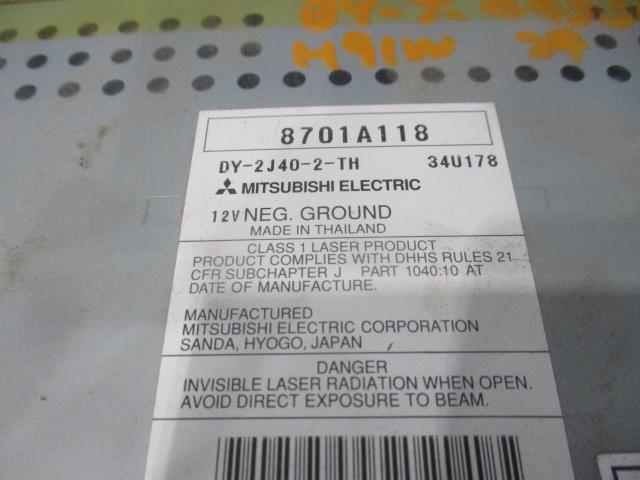 H91W 29
8701A118
DY-2J40-2-TH 34U178
MITSUBISHI ELECTRIC
12V NEG. GROUND
MADE IN THAILAND
CLASS 1 LASER PRODUCT
PRODUCT COMPLIES WITH DHHS RULES 21
CFR SUBCHAPTER J PART 1040:10 AT
DATE OF MANUFACTURE.
MANUFACTURED
MITSUBISHI ELECTRIC CORPORATION
SANDA, HYOGO, JAPAN
DANGER
INVISIBLE LASER RADIATION WHEN OPEN.
AVOID DIRECT EXPOSURE TO BEAM.